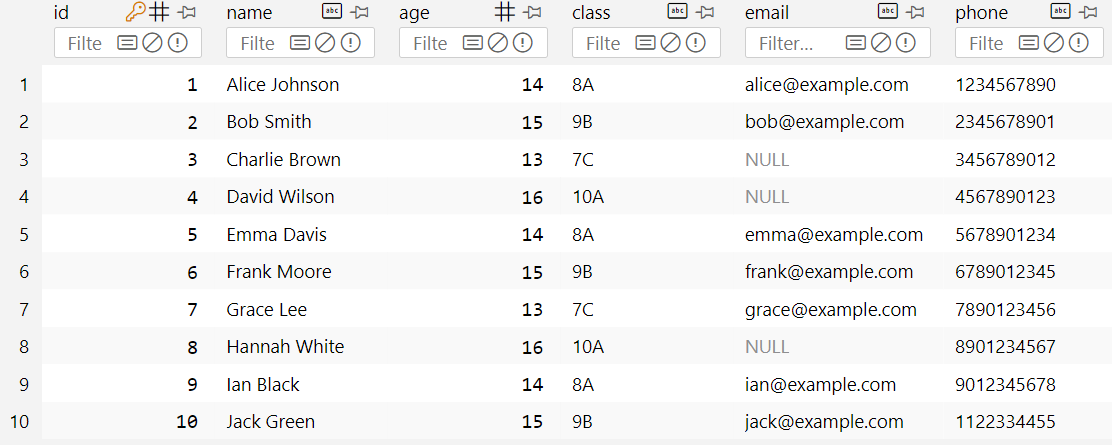 id name age class email phone
Filte Filte Filte Filte Filter... Filte
1 1 Alice Johnson 14 8A alice@example.com 1234567890
2 2 Bob Smith 15 9B bob@example.com 2345678901
3 3 Charlie Brown 13 7C NULL 3456789012
4 4 David Wilson 16 10A NULL 4567890123
5 5 Emma Davis 14 8A emma@example.com 5678901234
6 6 Frank Moore 15 9B frank@example.com 6789012345
7 7 Grace Lee 13 7C grace@example.com 7890123456
8 8 Hannah White 16 10A NULL 8901234567
9 9 Ian Black 14 8A ian@example.com 9012345678
10 10 Jack Green 15 9B jack@example.com 1122334455